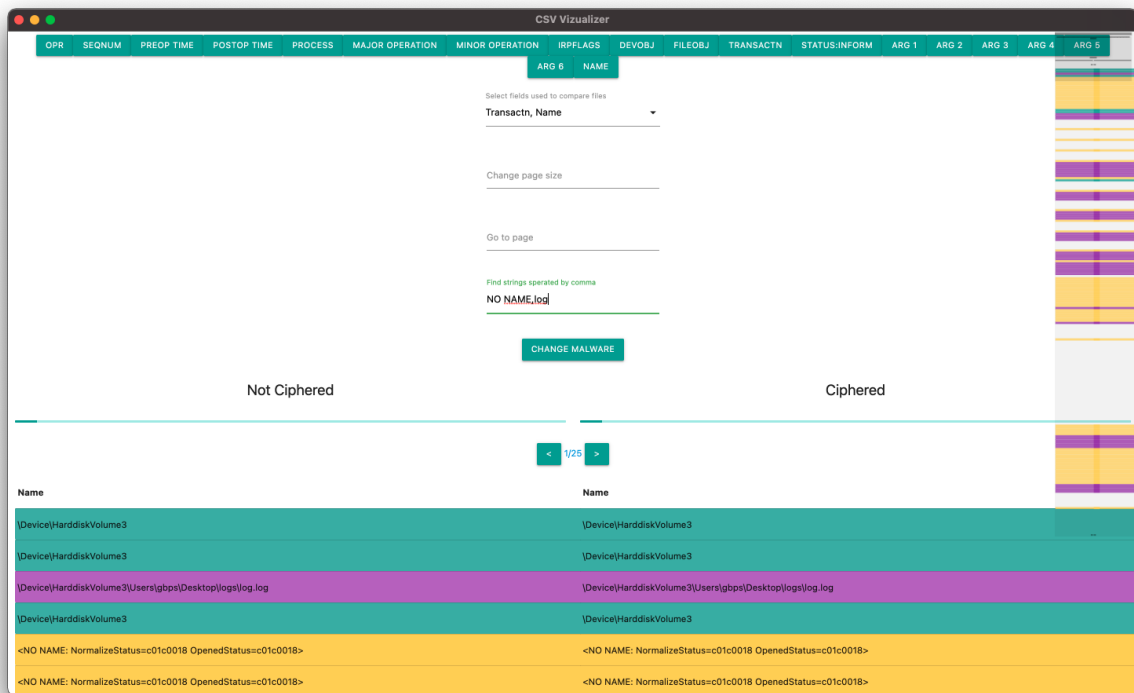 CSV Vizualizer
OPR SEQNUM PREOP TIME POSTOP TIME PROCESS MAJOR OPERATION MINOR OPERATION IRPFLAGS DEVOBJ FILEOBJ TRANSACTN STATUS:INFORM ARG 1 ARG 2 ARG 3 ARG 4 ARG 5
ARG 6 NAME
Select fields used to compare files
Transactn, Name
Change page size
Go to page
Find strings sperated by comma
NO NAME,log
CHANGE MALWARE
Not Ciphered Ciphered
< 1/25 >
Name Name
\Device\HarddiskVolume3 \Device\HarddiskVolume3
\Device\HarddiskVolume3 \Device\HarddiskVolume3
\Device\HarddiskVolume3\Users\gbps\Desktop\logs\log.log \Device\HarddiskVolume3\Users\gbps\Desktop\logs\log.log
\Device\HarddiskVolume3 \Device\HarddiskVolume3
<NO NAME: NormalizeStatus=c01c0018 OpenedStatus=c01c0018> <NO NAME: NormalizeStatus=c01c0018 OpenedStatus=c01c0018>
<NO NAME: NormalizeStatus=c01c0018 OpenedStatus=c01c0018> <NO NAME: NormalizeStatus=c01c0018 OpenedStatus=c01c0018>